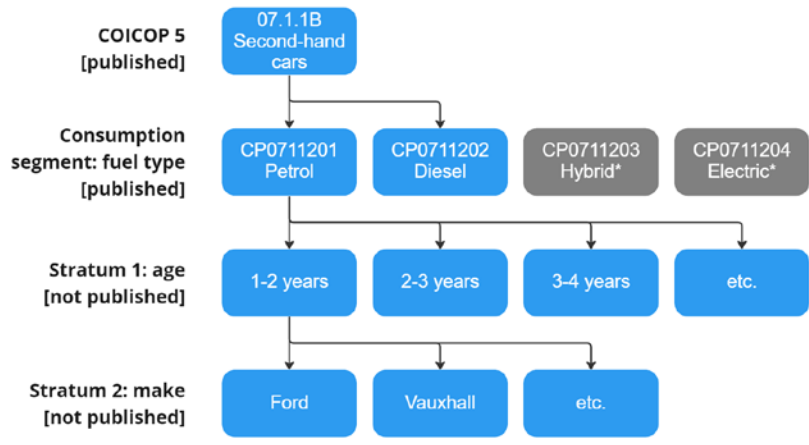 COICOP 5
[published]
07.1.1B
Second-hand
cars
Consumption
segment: fuel type
[published]
CP0711201
Petrol
CP0711202
Diesel
CP0711203
Hybrid*
CP0711204
Electric*
Stratum 1: age
[not published]
1-2 years
2-3 years
3-4 years
etc.
Stratum 2: make
[not published]
Ford
Vauxhall
etc.